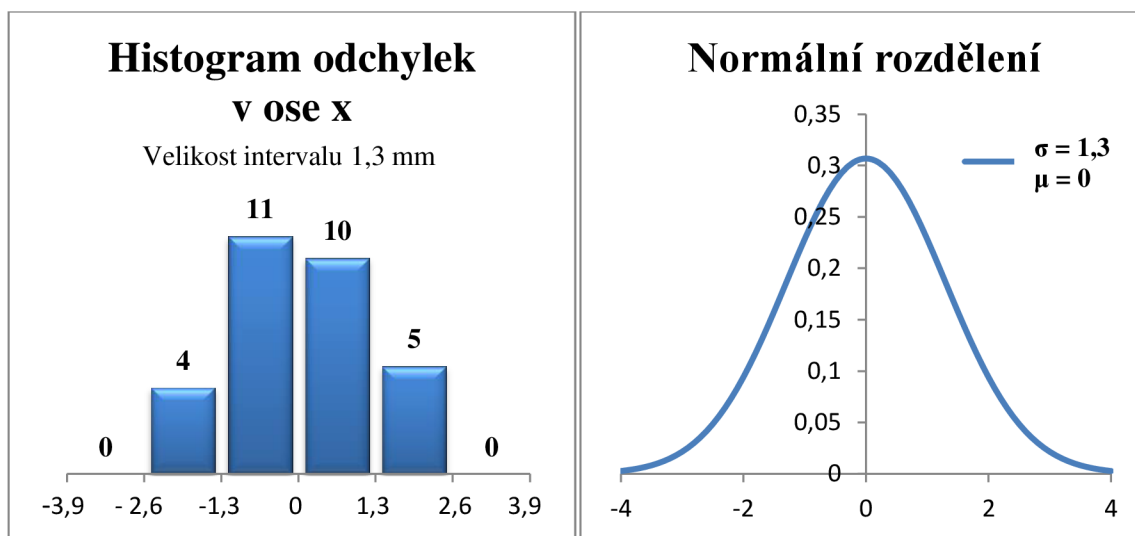 Histogram odchylek
v ose x
Velikost intervalu 1,3 mm
11
10
4
5
0
0
-3,9 - 2,6 -1,3 0 1,3 2,6 3,9
Normální rozdělení
0,35
0,3
0,25
0,2
0,15
0,1
0,05
0
-4 -2 0 2 4
σ = 1,3
μ = 0